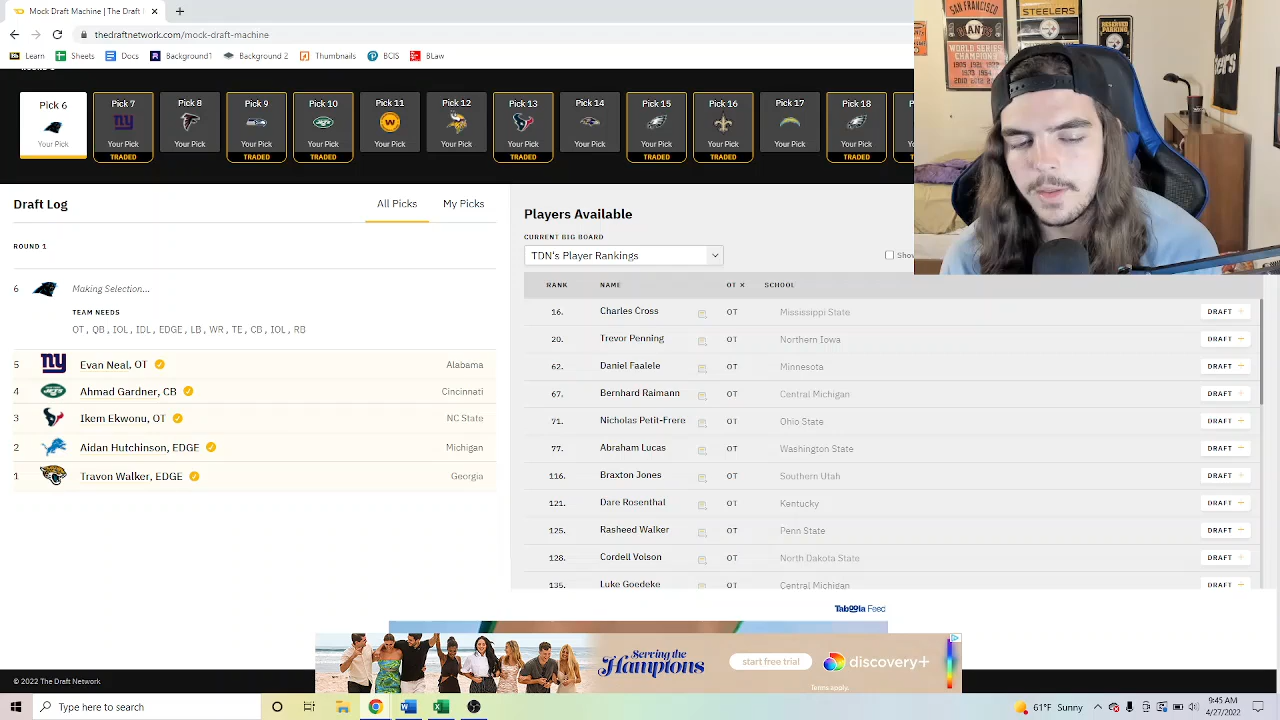 Mock Draft Machine | The Draft
thedraftnetwork.com/mock-draft-machine
Learn
Sheets
Docs
Background 1
Background 2
Thumbnail
BCIS
BLaw
Pick 6
Your Pick
Pick 7
Your Pick
TRADED
Pick 8
Your Pick
Pick 9
Your Pick
TRADED
Pick 10
Your Pick
TRADED
Pick 11
Your Pick
Pick 12
Your Pick
Pick 13
Your Pick
TRADED
Pick 14
Your Pick
Pick 15
Your Pick
TRADED
Pick 16
Your Pick
TRADED
Pick 17
Your Pick
Pick 18
Your Pick
TRADED
Draft Log
All Picks
My Picks
ROUND 1
6 Making Selection...
TEAM NEEDS
OT , QB , IOL , IDL , EDGE , LB , WR , TE , CB , IOL , RB
5 Evan Neal, OT Alabama
4 Ahmad Gardner, CB Cincinnati
3 Ikem Ekwonu, OT NC State
2 Aidan Hutchinson, EDGE Michigan
1 Travon Walker, EDGE Georgia
Players Available
CURRENT BIG BOARD
TDN's Player Rankings
Show
RANK NAME OT X SCHOOL
16. Charles Cross OT Mississippi State DRAFT
20. Trevor Penning OT Northern Iowa DRAFT
62. Daniel Faalele OT Minnesota DRAFT
67. Bernhard Raimann OT Central Michigan DRAFT
71. Nicholas Petit-Frere OT Ohio State DRAFT
77. Abraham Lucas OT Washington State DRAFT
116. Braxton Jones OT Southern Utah DRAFT
121. Dare Rosenthal OT Kentucky DRAFT
125. Rasheed Walker OT Penn State DRAFT
128. Cordell Volson OT North Dakota State DRAFT
135. Luke Goedeke OT Central Michigan DRAFT
SAN FRANCISCO
GIANTS
WORLD SERIES
CHAMPIONS
STEELERS
RESERVED
PARKING
Taboola Feed
Serving the
Hamptons
start free trial
discovery+
Terms apply.
© 2022 The Draft Network
Type here to search
61°F
9:45 AM
4/27/2022